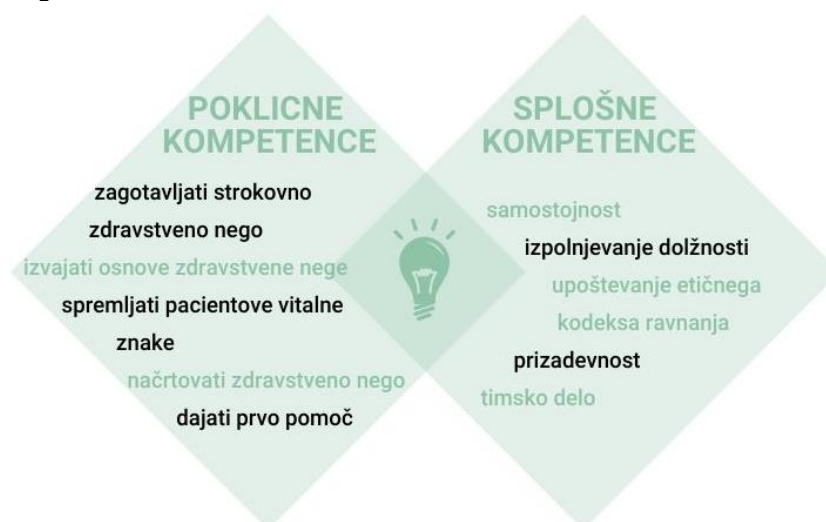 POKLICNE
KOMPETENCE
zagotavljati strokovno
zdravstveno nego
izvajati osnove zdravstvene nege
spremljati pacientove vitalne
znake
načrtovati zdravstveno nego
dajati prvo pomoč
SPLOŠNE
KOMPETENCE
samostojnost
izpolnjevanje dolžnosti
upoštevanje etičnega
kodeksa ravnanja
prizadevnost
timsko delo